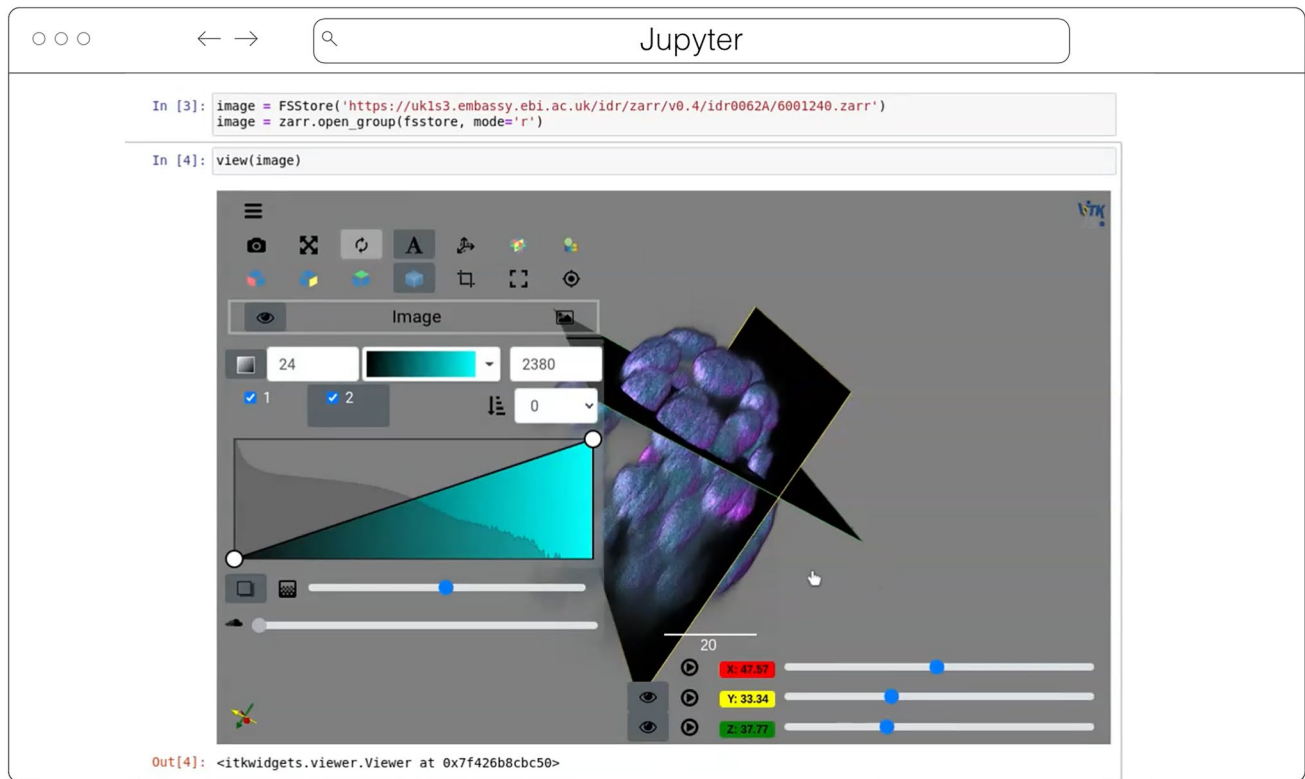 Jupyter
In [3]: image = FSStore('https://uk1s3.embassy.ebi.ac.uk/idr/zarr/v0.4/idr0062A/6001240.zarr')
image = zarr.open_group(fsstore, mode='r')
In [4]: view(image)
A
Image
24
2380
1
2
0
20
X: 47.57
Y: 33.34
Z: 37.77
Out[4]: <itkwidgets.viewer.Viewer at 0x7f426b8cbc50>